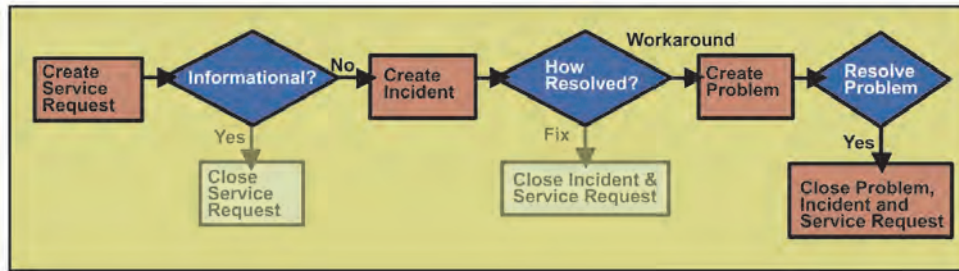 Create
Service
Request
Informational?
No
Create
Incident
How
Resolved?
Workaround
Create
Problem
Resolve
Problem
Yes
Close
Service
Request
Fix
Close Incident &
Service Request
Yes
Close Problem,
Incident and
Service Request